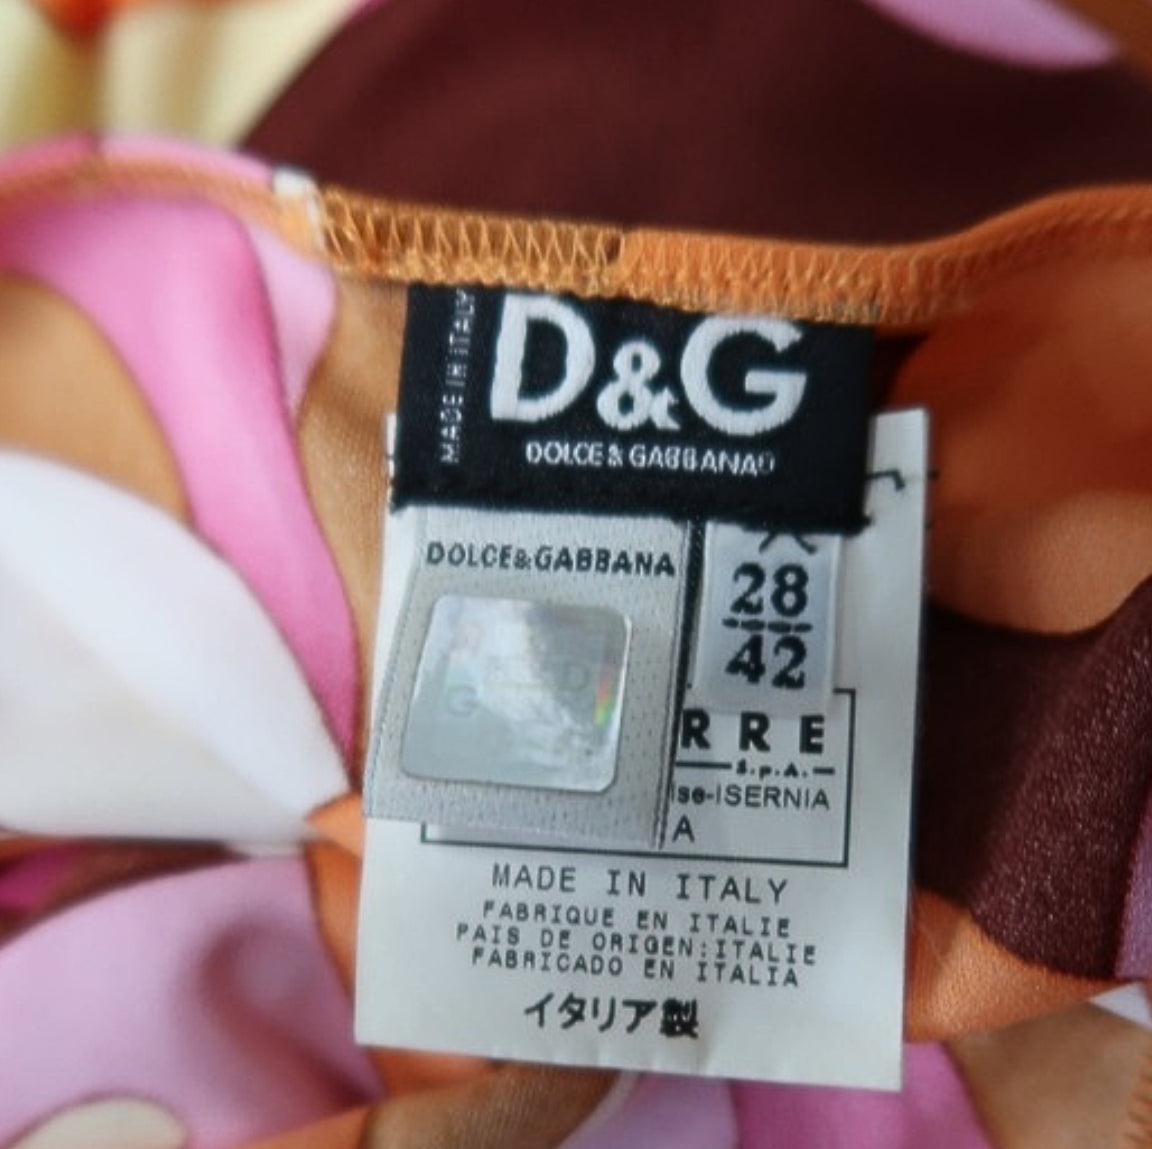 MADE IN ITALY
D&G
DOLCE & GABBANA
DOLCE&GABBANA
28
42
RRE
S.p.A.
ise-ISERNIA
A
MADE IN ITALY
FABRIQUE EN ITALIE
PAIS DE ORIGEN:ITALIE
FABRICADO EN ITALIA
イタリア製